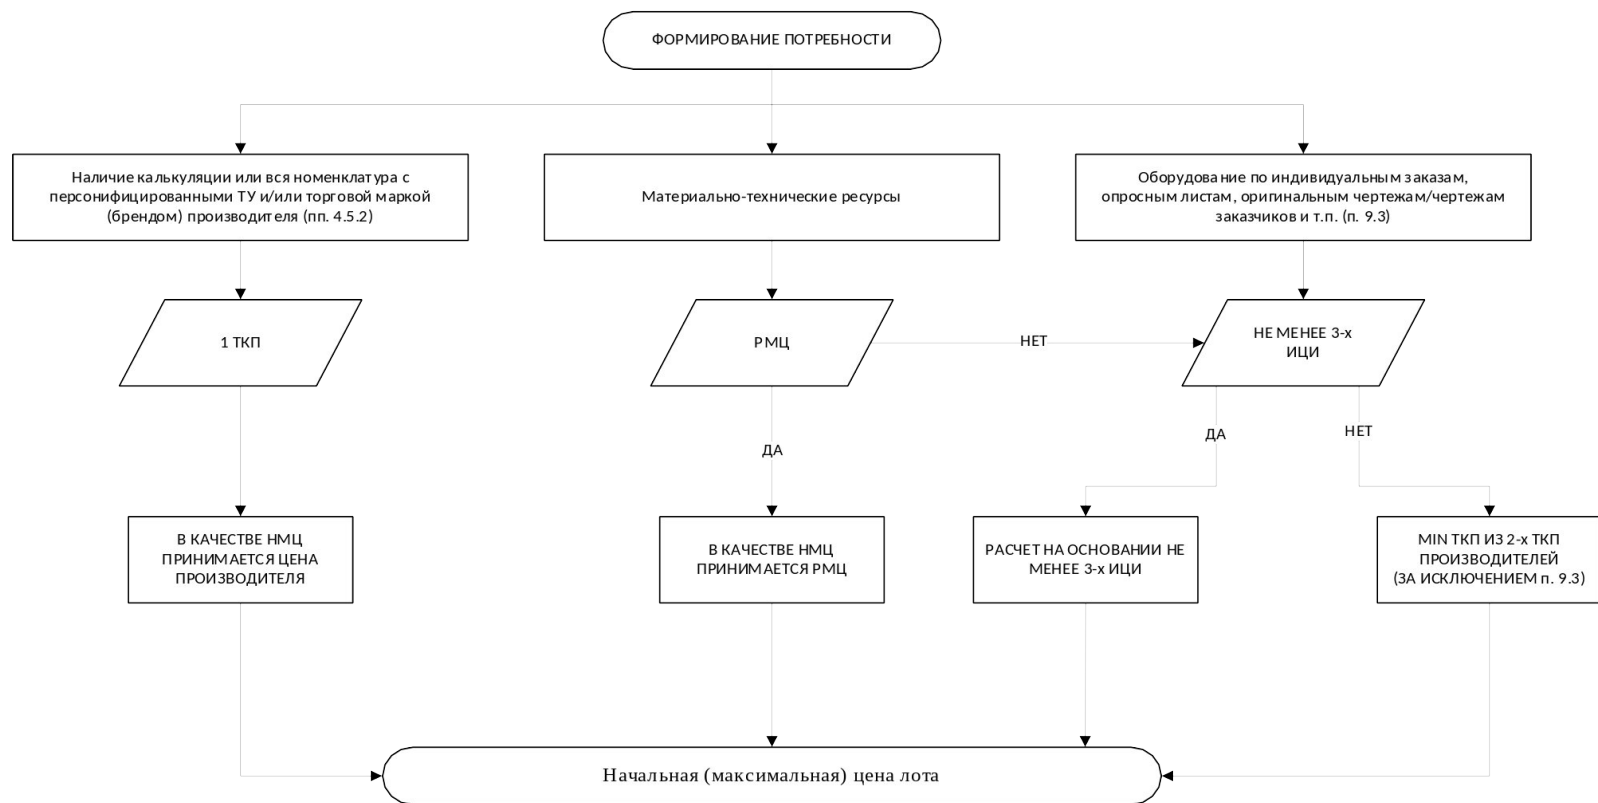 ФОРМИРОВАНИЕ ПОТРЕБНОСТИ
Наличие калькуляции или вся номенклатура с
персонифицированными ТУ и/или торговой маркой
(брендом) производителя (пп. 4.5.2)
Материально-технические ресурсы
Оборудование по индивидуальным заказам,
опросным листам, оригинальным чертежам/чертежам
заказчиков и т.п. (п. 9.3)
1 ТКП
РМЦ
НЕТ
НЕ МЕНЕЕ 3-х
ИЦИ
ДА
ДА
НЕТ
В КАЧЕСТВЕ НМЦ
ПРИНИМАЕТСЯ ЦЕНА
ПРОИЗВОДИТЕЛЯ
В КАЧЕСТВЕ НМЦ
ПРИНИМАЕТСЯ РМЦ
РАСЧЕТ НА ОСНОВАНИИ НЕ
МЕНЕЕ 3-х ИЦИ
MIN ТКП ИЗ 2-х ТКП
ПРОИЗВОДИТЕЛЕЙ
(ЗА ИСКЛЮЧЕНИЕМ п. 9.3)
Начальная (максимальная) цена лота